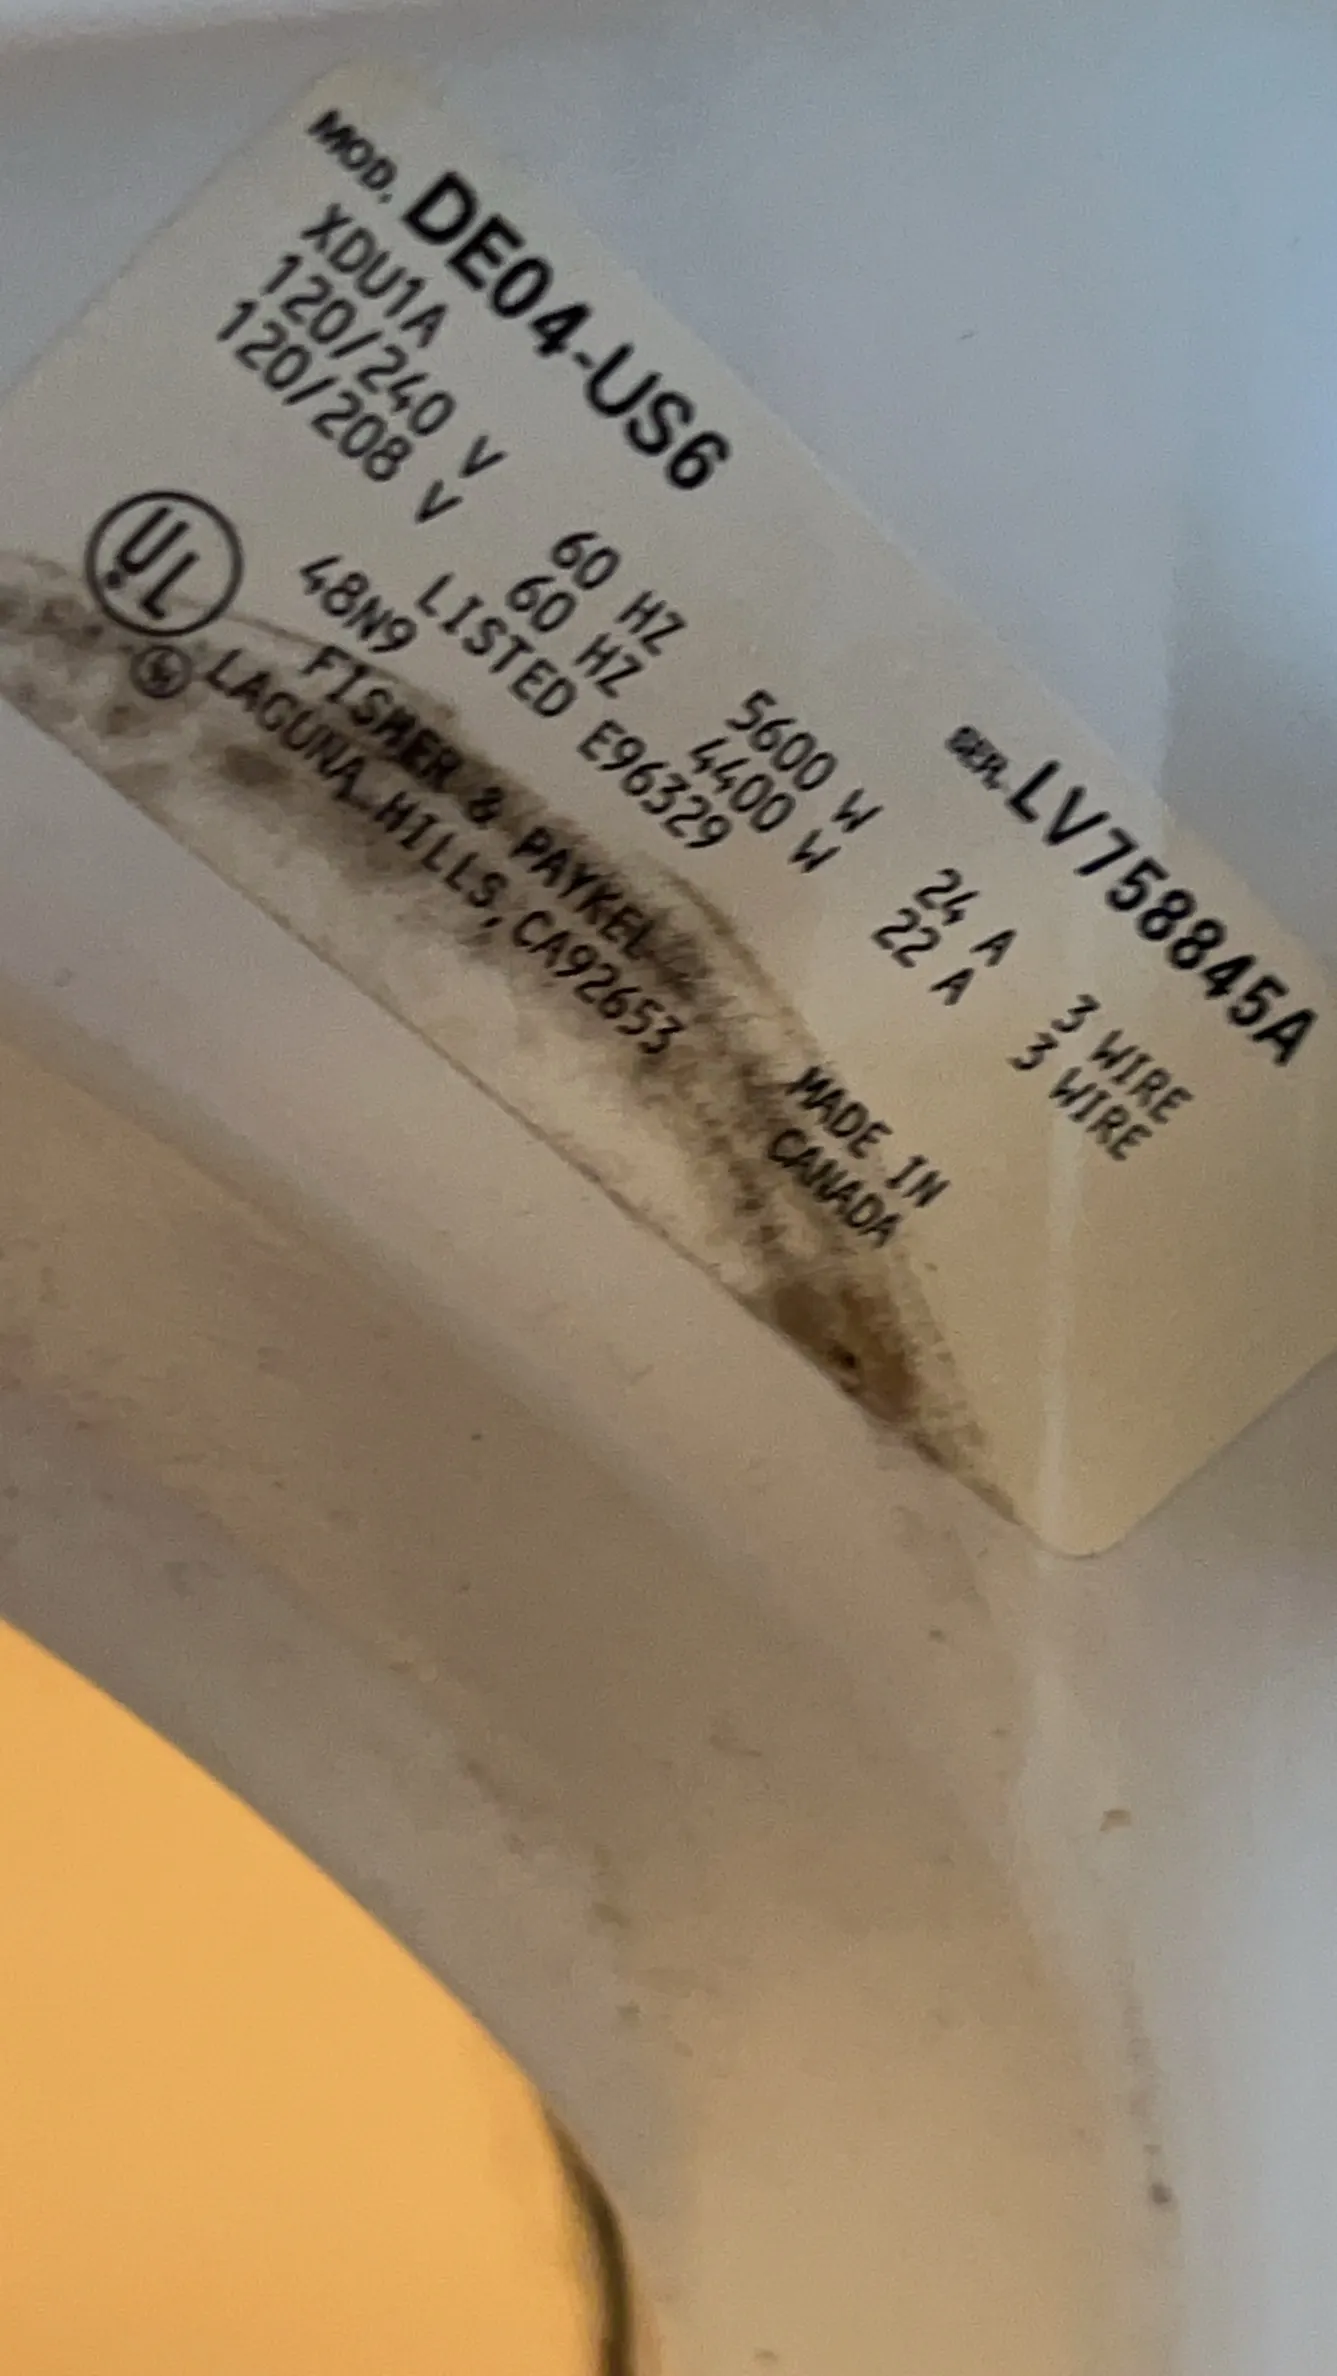 MOD. DE04-US6 SER. LV758845A
XDU1A
120/240 V 60 HZ 5600 W 24 A 3 WIRE
120/208 V 60 HZ 4400 W 22 A 3 WIRE
UL LISTED E96329
48N9
FISHER & PAYKEL
LAGUNA HILLS, CA92653
MADE IN
CANADA